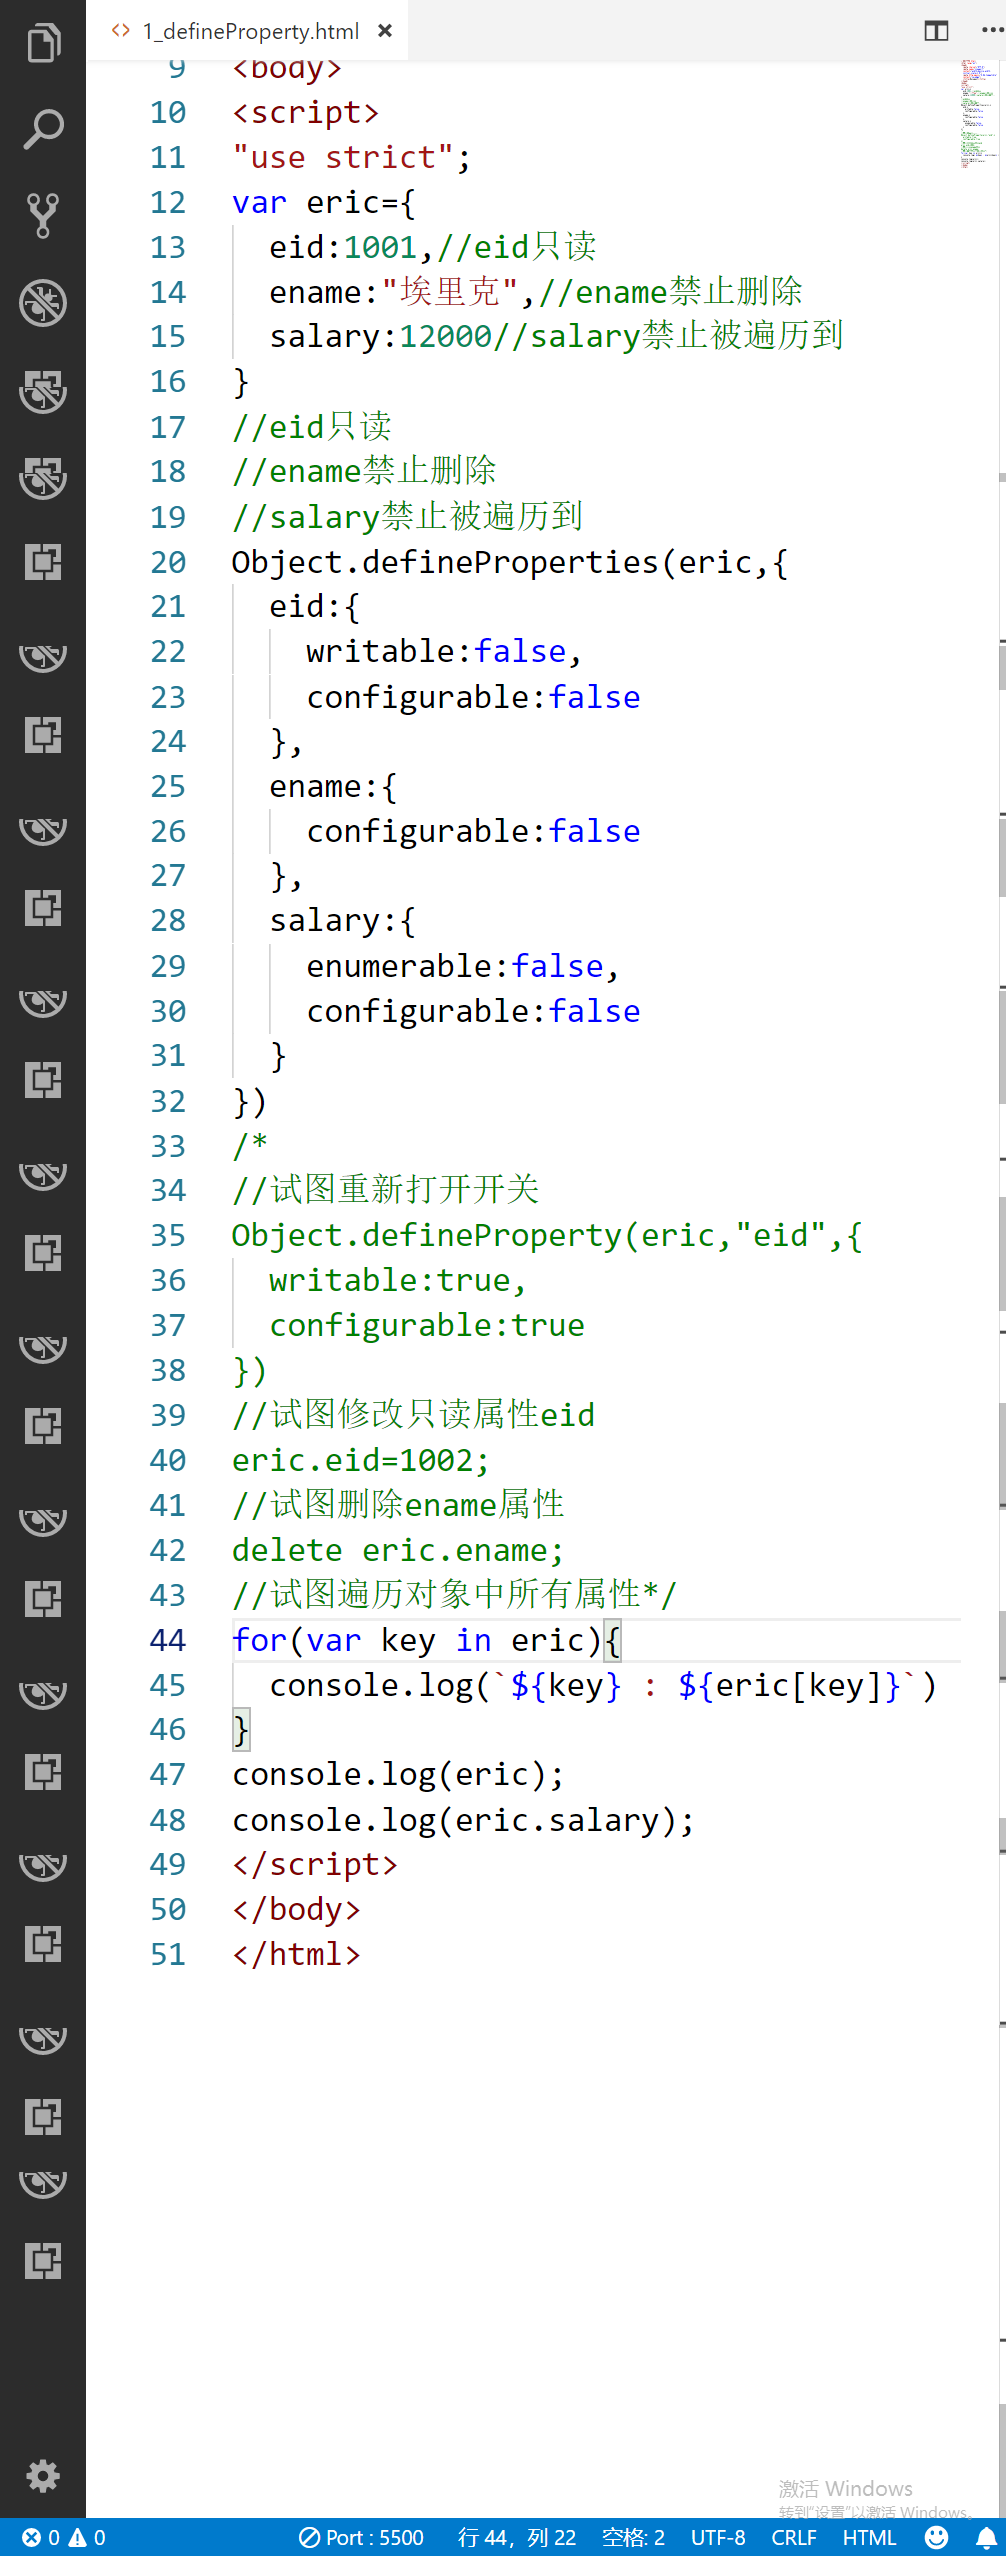 1_defineProperty.html
9 <body>
10 <script>
11 "use strict";
12 var eric={
13   eid:1001,//eid只读
14   ename:"埃里克",//ename禁止删除
15   salary:12000//salary禁止被遍历到
16 }
17 //eid只读
18 //ename禁止删除
19 //salary禁止被遍历到
20 Object.defineProperties(eric,{
21   eid:{
22     writable:false,
23     configurable:false
24   },
25   ename:{
26     configurable:false
27   },
28   salary:{
29     enumerable:false,
30     configurable:false
31   }
32 })
33 /*
34 //试图重新打开开关
35 Object.defineProperty(eric,"eid",{
36   writable:true,
37   configurable:true
38 })
39 //试图修改只读属性eid
40 eric.eid=1002;
41 //试图删除ename属性
42 delete eric.ename;
43 //试图遍历对象中所有属性*/
44 for(var key in eric){
45   console.log(`${key} : ${eric[key]}`)
46 }
47 console.log(eric);
48 console.log(eric.salary);
49 </script>
50 </body>
51 </html>
激活 Windows
转到"设置"以激活 Windows。
0 0 Port : 5500 行 44，列 22 空格: 2 UTF-8 CRLF HTML